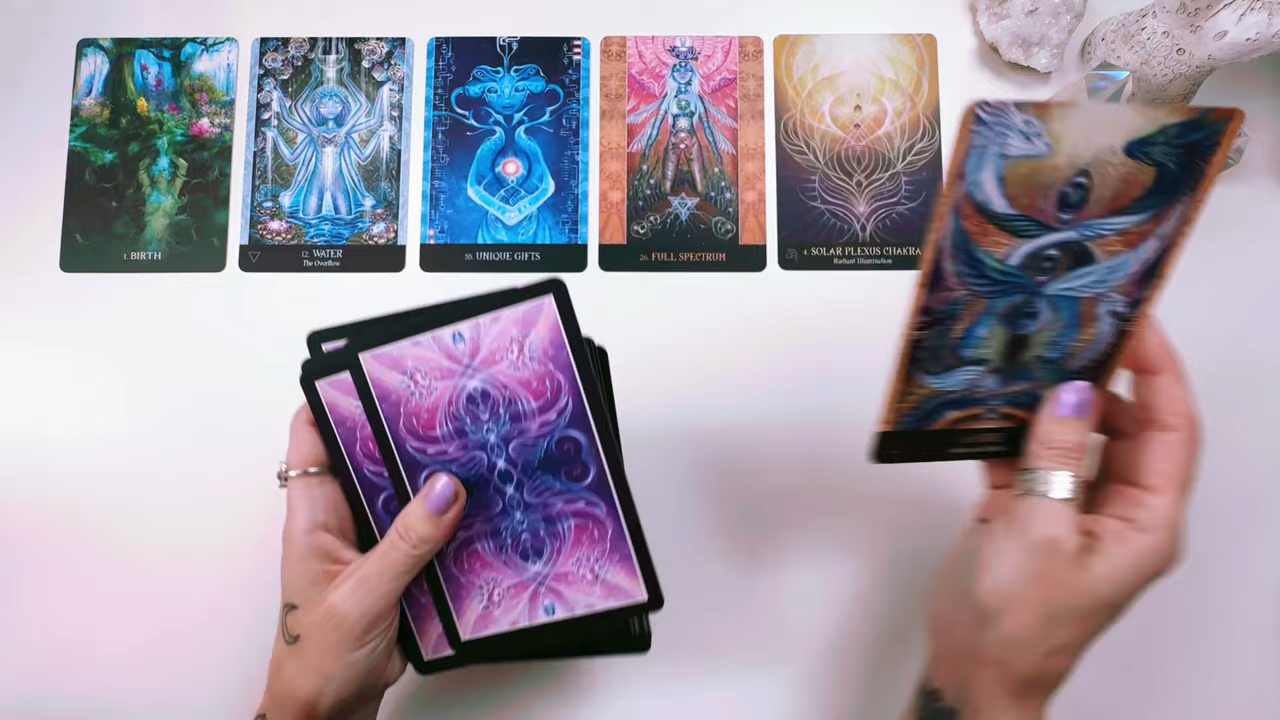 1. BIRTH
12. WATER
The Overflow
55. UNIQUE GIFTS
26. FULL SPECTRUM
4. SOLAR PLEXUS CHAKRA
Radiant Illumination